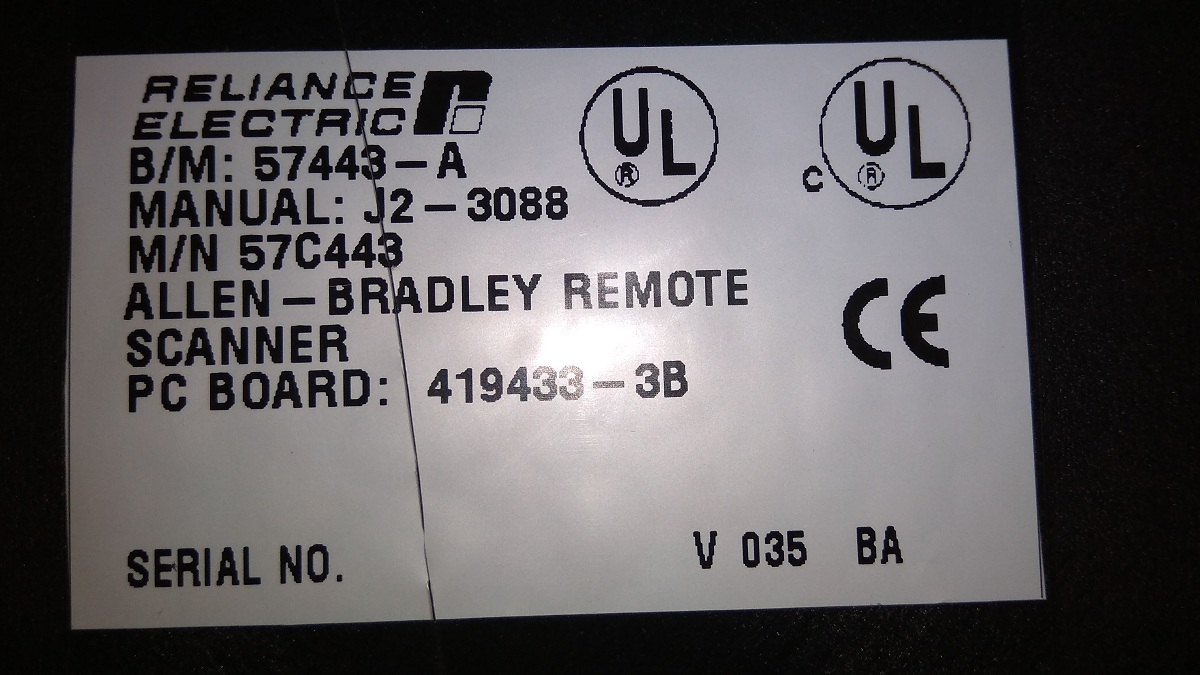 RELIANCE
ELECTRIC
B/M: 57443-A
MANUAL: J2-3088
M/N 57C443
ALLEN-BRADLEY REMOTE
SCANNER
PC BOARD: 419433-3B
SERIAL NO. V 035 BA
UL ®
c UL ®
CE